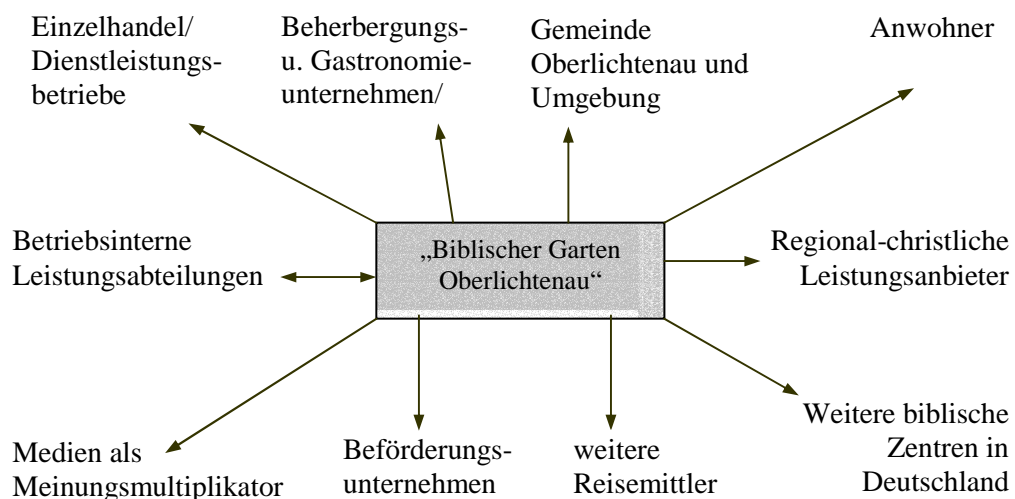 Einzelhandel/
Dienstleistungs-
betriebe
Beherbergungs-
u. Gastronomie-
unternehmen/
Gemeinde
Oberlichtenau und
Umgebung
Anwohner
Betriebsinterne
Leistungsabteilungen
„Biblischer Garten
Oberlichtenau“
Regional-christliche
Leistungsanbieter
Medien als
Meinungsmultiplikator
Beförderungs-
unternehmen
weitere
Reisemittler
Weitere biblische
Zentren in
Deutschland